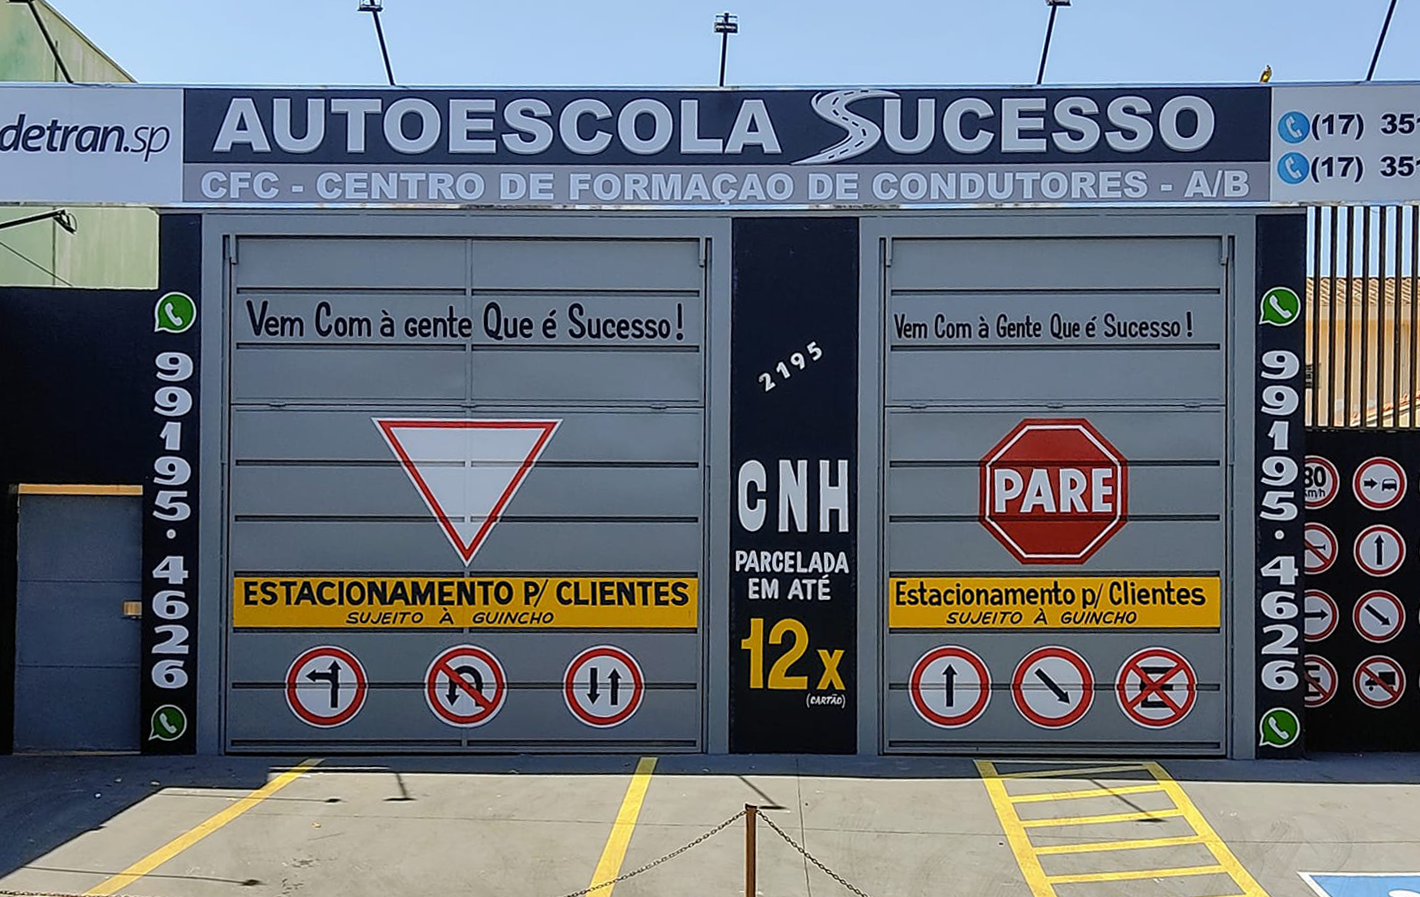 detran.sp
AUTOESCOLA SUCESSO
CFC - CENTRO DE FORMAÇAO DE CONDUTORES - A/B
(17) 351
(17) 351
Vem Com à gente Que é Sucesso!
Vem Com à Gente Que é Sucesso!
2195
99195.4626
CNH
PARCELADA
EM ATÉ
12x
(CARTÃO)
PARE
ESTACIONAMENTO P/ CLIENTES
SUJEITO À GUINCHO
Estacionamento p/ Clientes
SUJEITO À GUINCHO
99195.4626
80
km/h